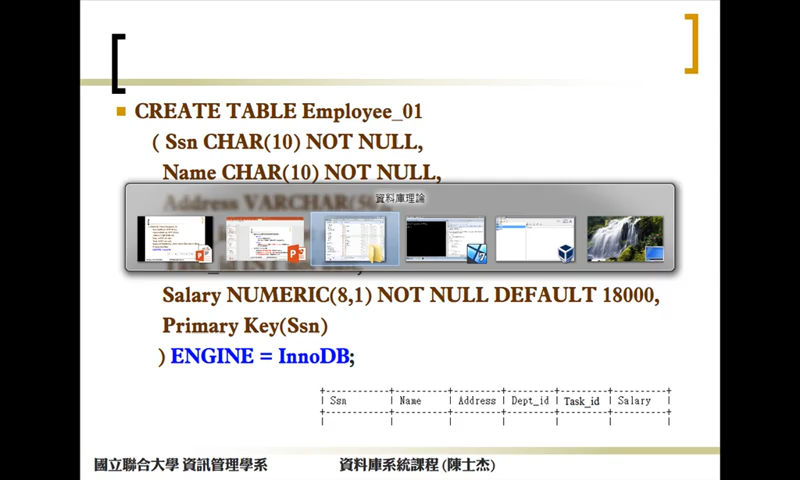 CREATE TABLE Employee_01
( Ssn CHAR(10) NOT NULL,
Name CHAR(10) NOT NULL,
資料庫理論
Address VARCHAR(50),
Salary NUMERIC(8,1) NOT NULL DEFAULT 18000,
Primary Key(Ssn)
) ENGINE = InnoDB;
Ssn | Name | Address | Dept_id | Task_id | Salary
國立聯合大學 資訊管理學系 資料庫系統課程 (陳士杰)